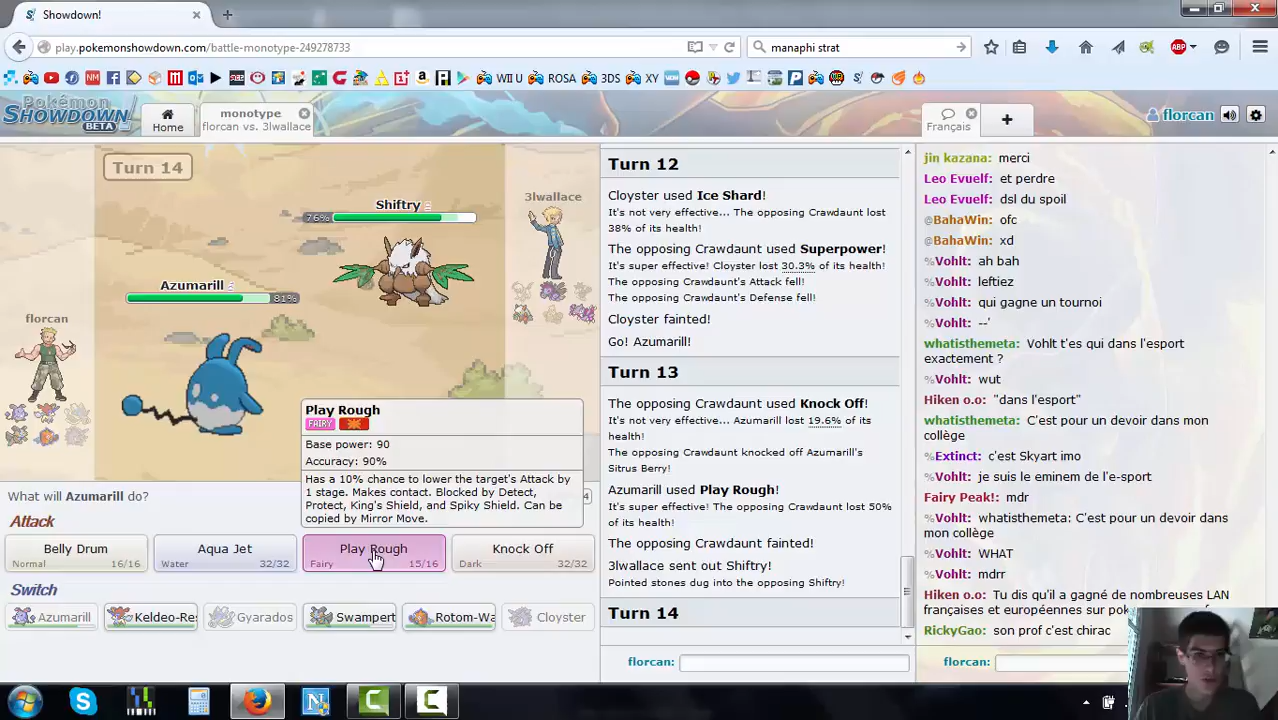 Showdown!
play.pokemonshowdown.com/battle-monotype-249278733
manaphi strat
WII U
ROSA
3DS
XY
Pokémon
SHOWDOWN
BETA
Home
monotype
florcan vs. 3lwallace
Français
florcan
Turn 14
Shiftry
76%
3lwallace
Azumarill
81%
florcan
Play Rough
FAIRY
Base power: 90
Accuracy: 90%
Has a 10% chance to lower the target's Attack by
1 stage. Makes contact. Blocked by Detect,
Protect, King's Shield, and Spiky Shield. Can be
copied by Mirror Move.
What will Azumarill do?
Attack
Belly Drum
Normal 16/16
Aqua Jet
Water 32/32
Play Rough
Fairy 15/16
Knock Off
Dark 32/32
Switch
Azumarill
Keldeo-Re
Gyarados
Swampert
Rotom-Wa
Cloyster
Turn 12
Cloyster used Ice Shard!
It's not very effective... The opposing Crawdaunt lost
38% of its health!
The opposing Crawdaunt used Superpower!
It's super effective! Cloyster lost 30.3% of its health!
The opposing Crawdaunt's Attack fell!
The opposing Crawdaunt's Defense fell!
Cloyster fainted!
Go! Azumarill!
Turn 13
The opposing Crawdaunt used Knock Off!
It's not very effective... Azumarill lost 19.6% of its
health!
The opposing Crawdaunt knocked off Azumarill's
Sitrus Berry!
Azumarill used Play Rough!
It's super effective! The opposing Crawdaunt lost 50%
of its health!
The opposing Crawdaunt fainted!
3lwallace sent out Shiftry!
Pointed stones dug into the opposing Shiftry!
Turn 14
florcan:
jin kazana: merci
Leo Evuelf: et perdre
Leo Evuelf: dsl du spoil
@BahaWin: ofc
@BahaWin: xd
%Vohlt: ah bah
%Vohlt: leftiez
%Vohlt: qui gagne un tournoi
%Vohlt: --'
whatisthemeta: Vohlt t'es qui dans l'esport
exactement ?
%Vohlt: wut
Hiken o.o: "dans l'esport"
whatisthemeta: C'est pour un devoir dans mon
collège
%Extinct: c'est Skyart imo
%Vohlt: je suis le eminem de l'e-sport
Fairy Peak!: mdr
%Vohlt: whatisthemeta: C'est pour un devoir dans
mon collège
%Vohlt: WHAT
%Vohlt: mdrr
Hiken o.o: Tu dis qu'il a gagné de nombreuses LAN
françaises et européennes sur pok
RickyGao: son prof c'est chirac
florcan: